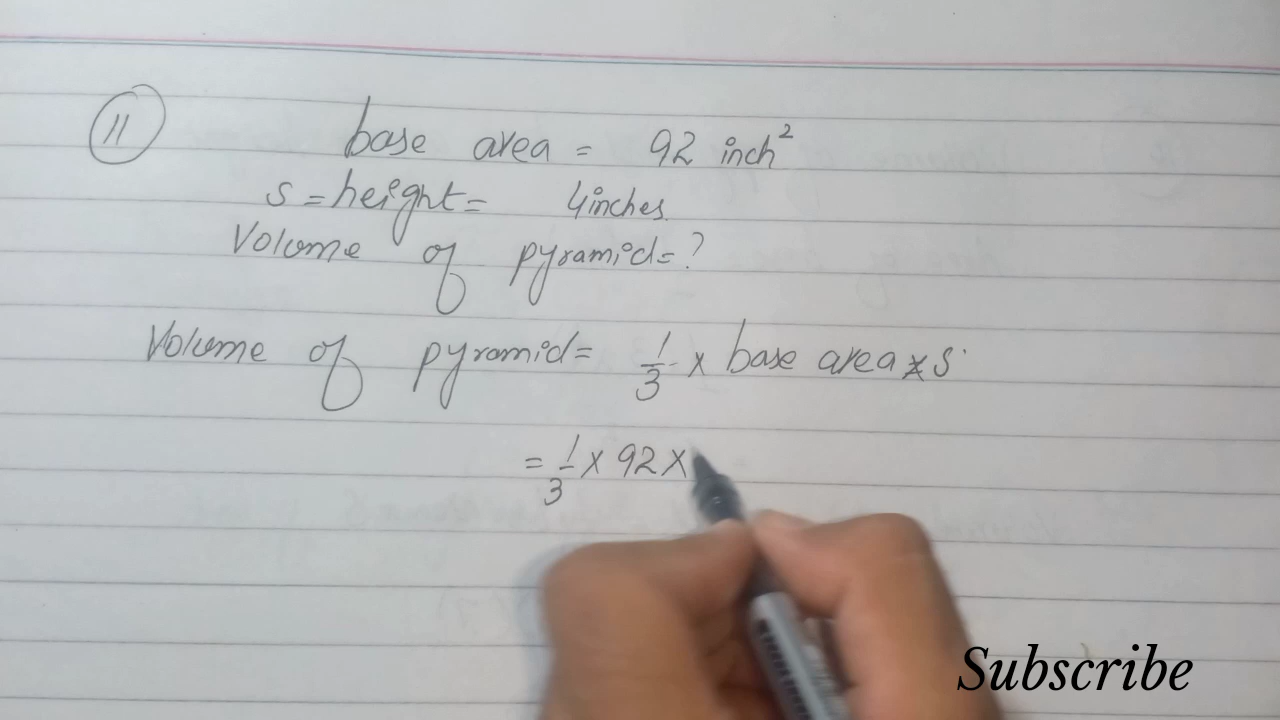 11 base area = 92 inch²
s = height = 4inches
Volume of pyramid = ?
Volume of pyramid = 1/3 x base area x s
= 1/3 x 92 x
Subscribe